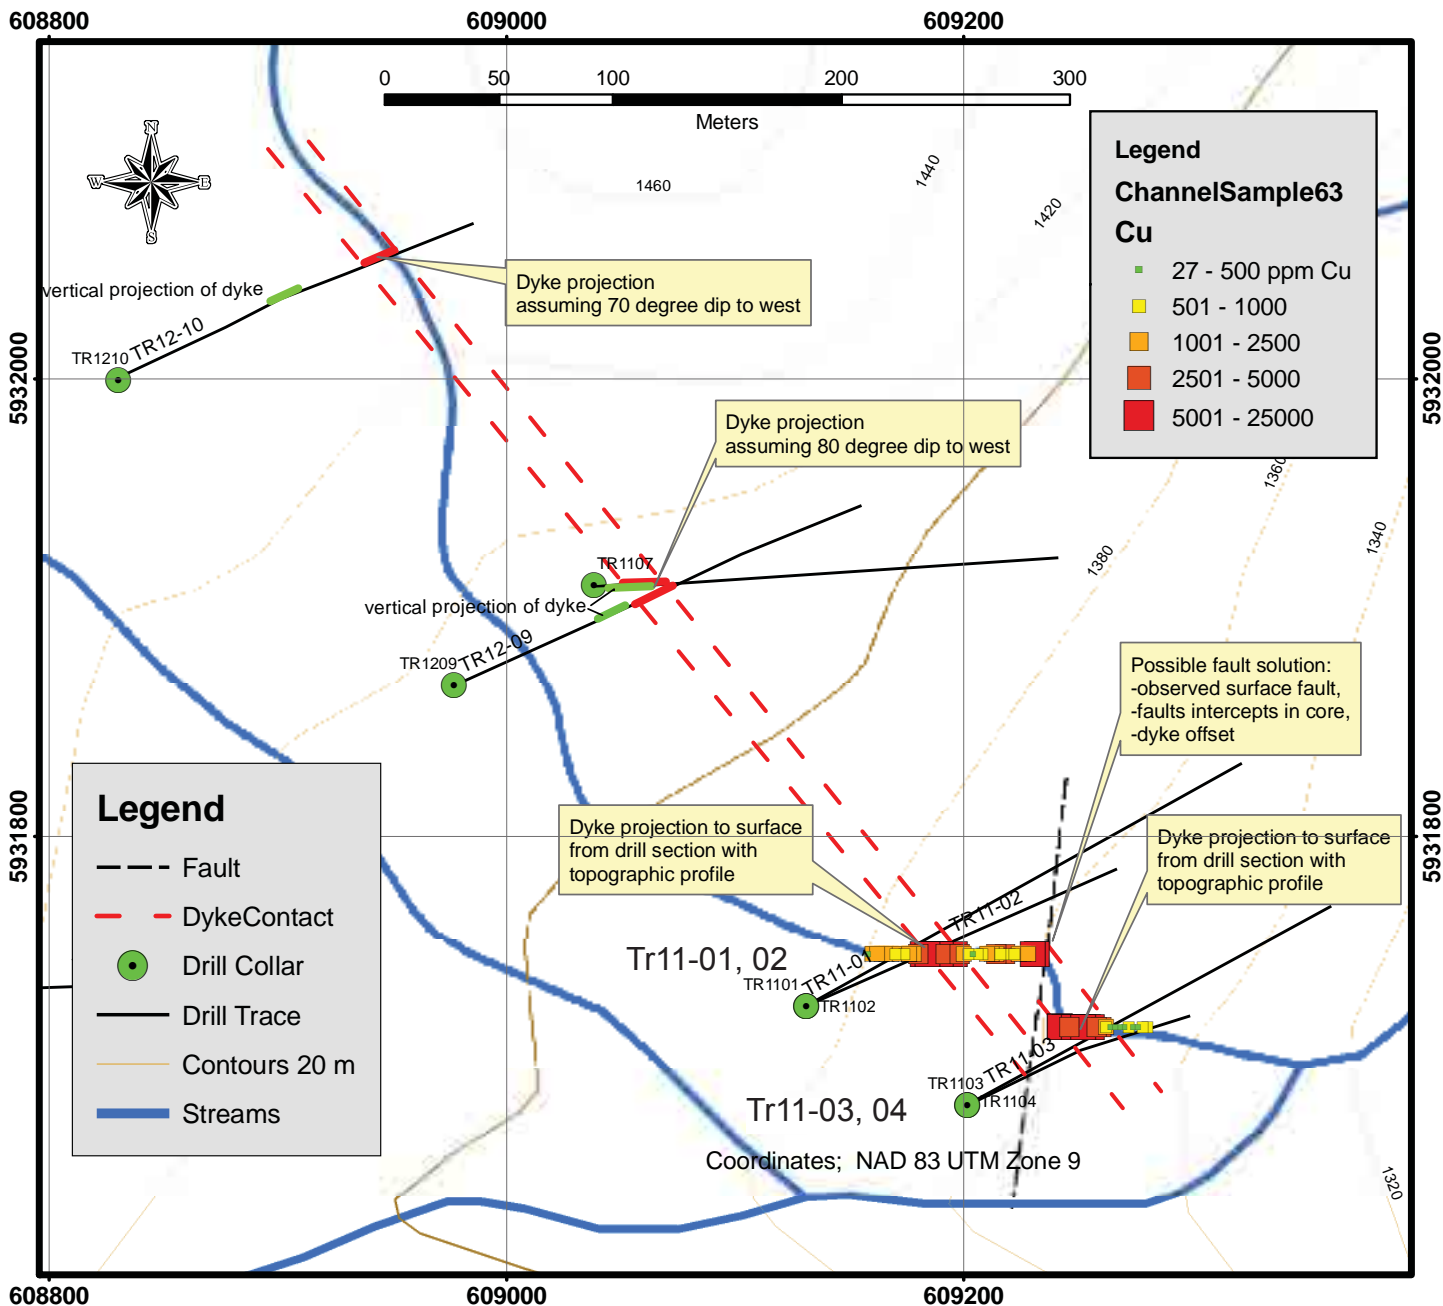 608800
609000
609200
0
50
100
200
300
Meters
N
W
E
S
1460
1440
1420
Legend
ChannelSample63
Cu
27 - 500 ppm Cu
501 - 1000
1001 - 2500
2501 - 5000
5001 - 25000
vertical projection of dyke
Dyke projection
assuming 70 degree dip to west
TR12-10
TR1210
5932000
5932000
Dyke projection
assuming 80 degree dip to west
1360
1340
1380
TR1107
vertical projection of dyke
TR12-09
TR1209
Possible fault solution:
-observed surface fault,
-faults intercepts in core,
-dyke offset
5931800
5931800
Dyke projection to surface
from drill section with
topographic profile
Dyke projection to surface
from drill section with
topographic profile
Legend
Fault
DykeContact
Drill Collar
Drill Trace
Contours 20 m
Streams
TR11-02
Tr11-01, 02
TR11-01
TR1101
TR1102
TR11-03
TR1103
TR1104
Tr11-03, 04
Coordinates; NAD 83 UTM Zone 9
1320
608800
609000
609200